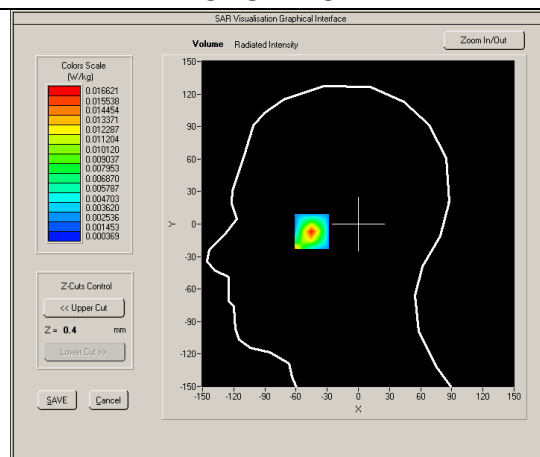 SAR Visualisation Graphical Interface
Volume Radiated Intensity
Zoom In/Out
Colors Scale
(W/kg)
0.016621
0.015538
0.014454
0.013371
0.012287
0.011204
0.010120
0.009037
0.007953
0.006870
0.005787
0.004703
0.003620
0.002536
0.001453
0.000369
Z-Cuts Control
<< Upper Cut
Z = 0.4 mm
Lower Cut >>
SAVE Cancel
150
120
90
60
30
0
-30
-60
-90
-120
-150
Y
-150 -120 -90 -60 -30 0 30 60 90 120 150
X